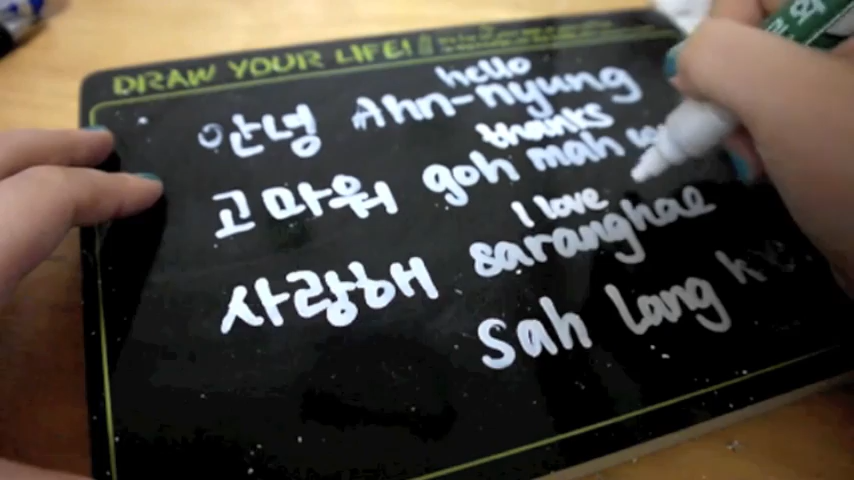 DRAW YOUR LIFE!
hello
안녕 Ahn-nyung
thanks
고마워 goh mah
I love
사랑해 saranghae
Sah lang